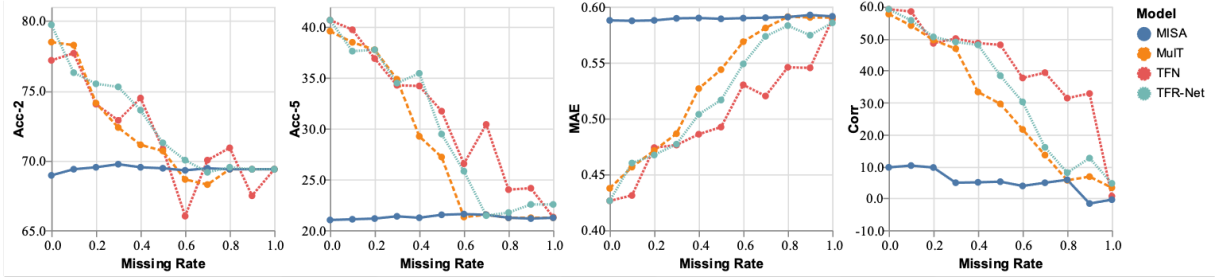 Acc-2
80.0
75.0
70.0
65.0
0.0 0.2 0.4 0.6 0.8 1.0
Missing Rate
Acc-5
40.0
35.0
30.0
25.0
20.0
0.0 0.2 0.4 0.6 0.8 1.0
Missing Rate
MAE
0.60
0.55
0.50
0.45
0.40
0.0 0.2 0.4 0.6 0.8 1.0
Missing Rate
Corr
60.0
50.0
40.0
30.0
20.0
10.0
0.0
-10.0
0.0 0.2 0.4 0.6 0.8 1.0
Missing Rate
Model
MISA
MulT
TFN
TFR-Net